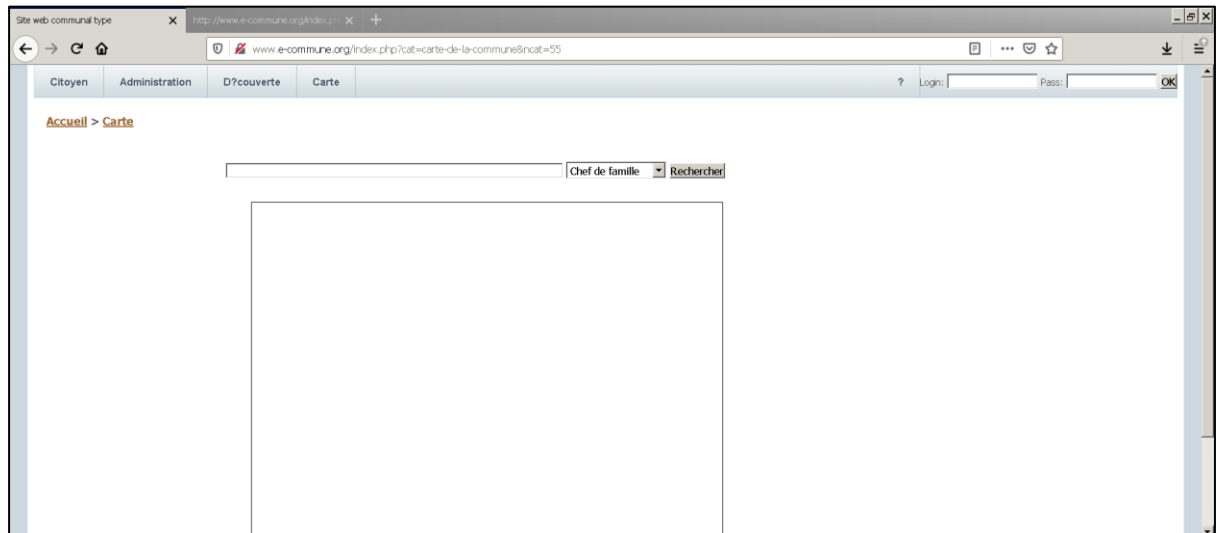 Site web communal type
http://www.e-commune.org/index.pl
www.e-commune.org/index.php?cat=carte-de-la-commune&ncat=55
Citoyen Administration D?couverte Carte ? Login: Pass: OK
Accueil > Carte
Chef de famille Rechercher